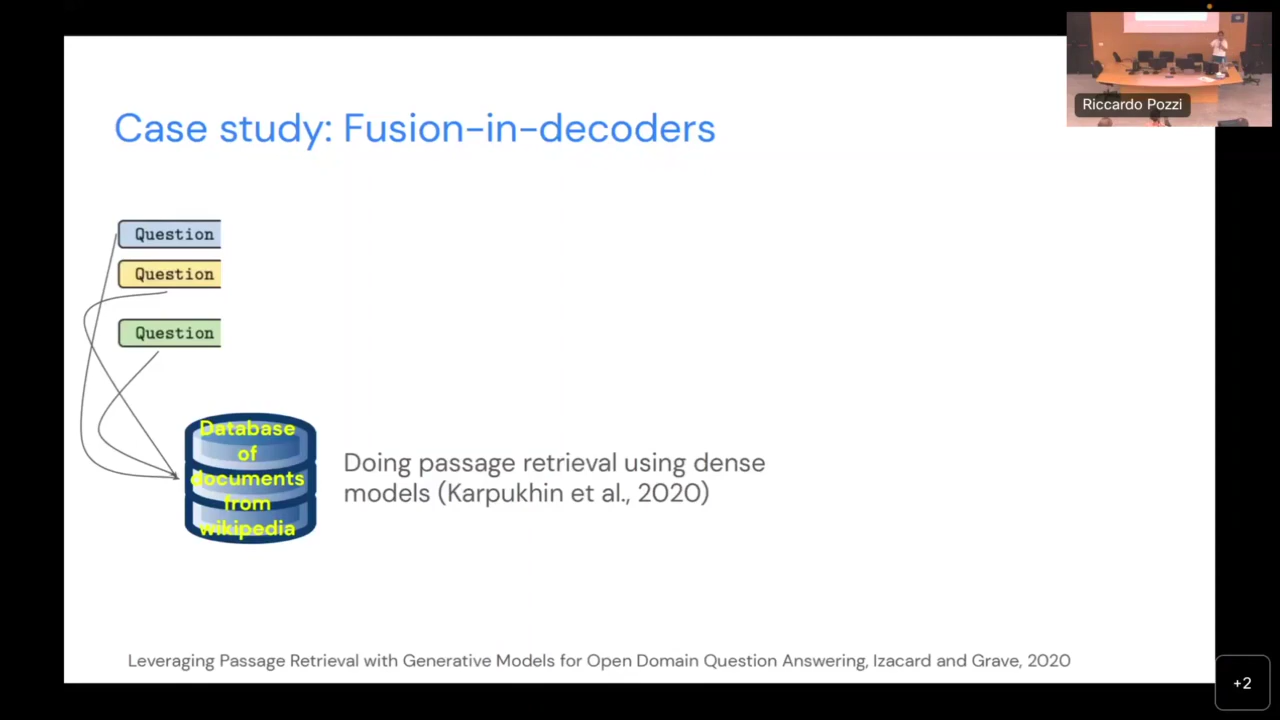 Riccardo Pozzi
Case study: Fusion-in-decoders
Question
Question
Question
Database
of
documents
from
wikipedia
Doing passage retrieval using dense
models (Karpukhin et al., 2020)
Leveraging Passage Retrieval with Generative Models for Open Domain Question Answering, Izacard and Grave, 2020
+2